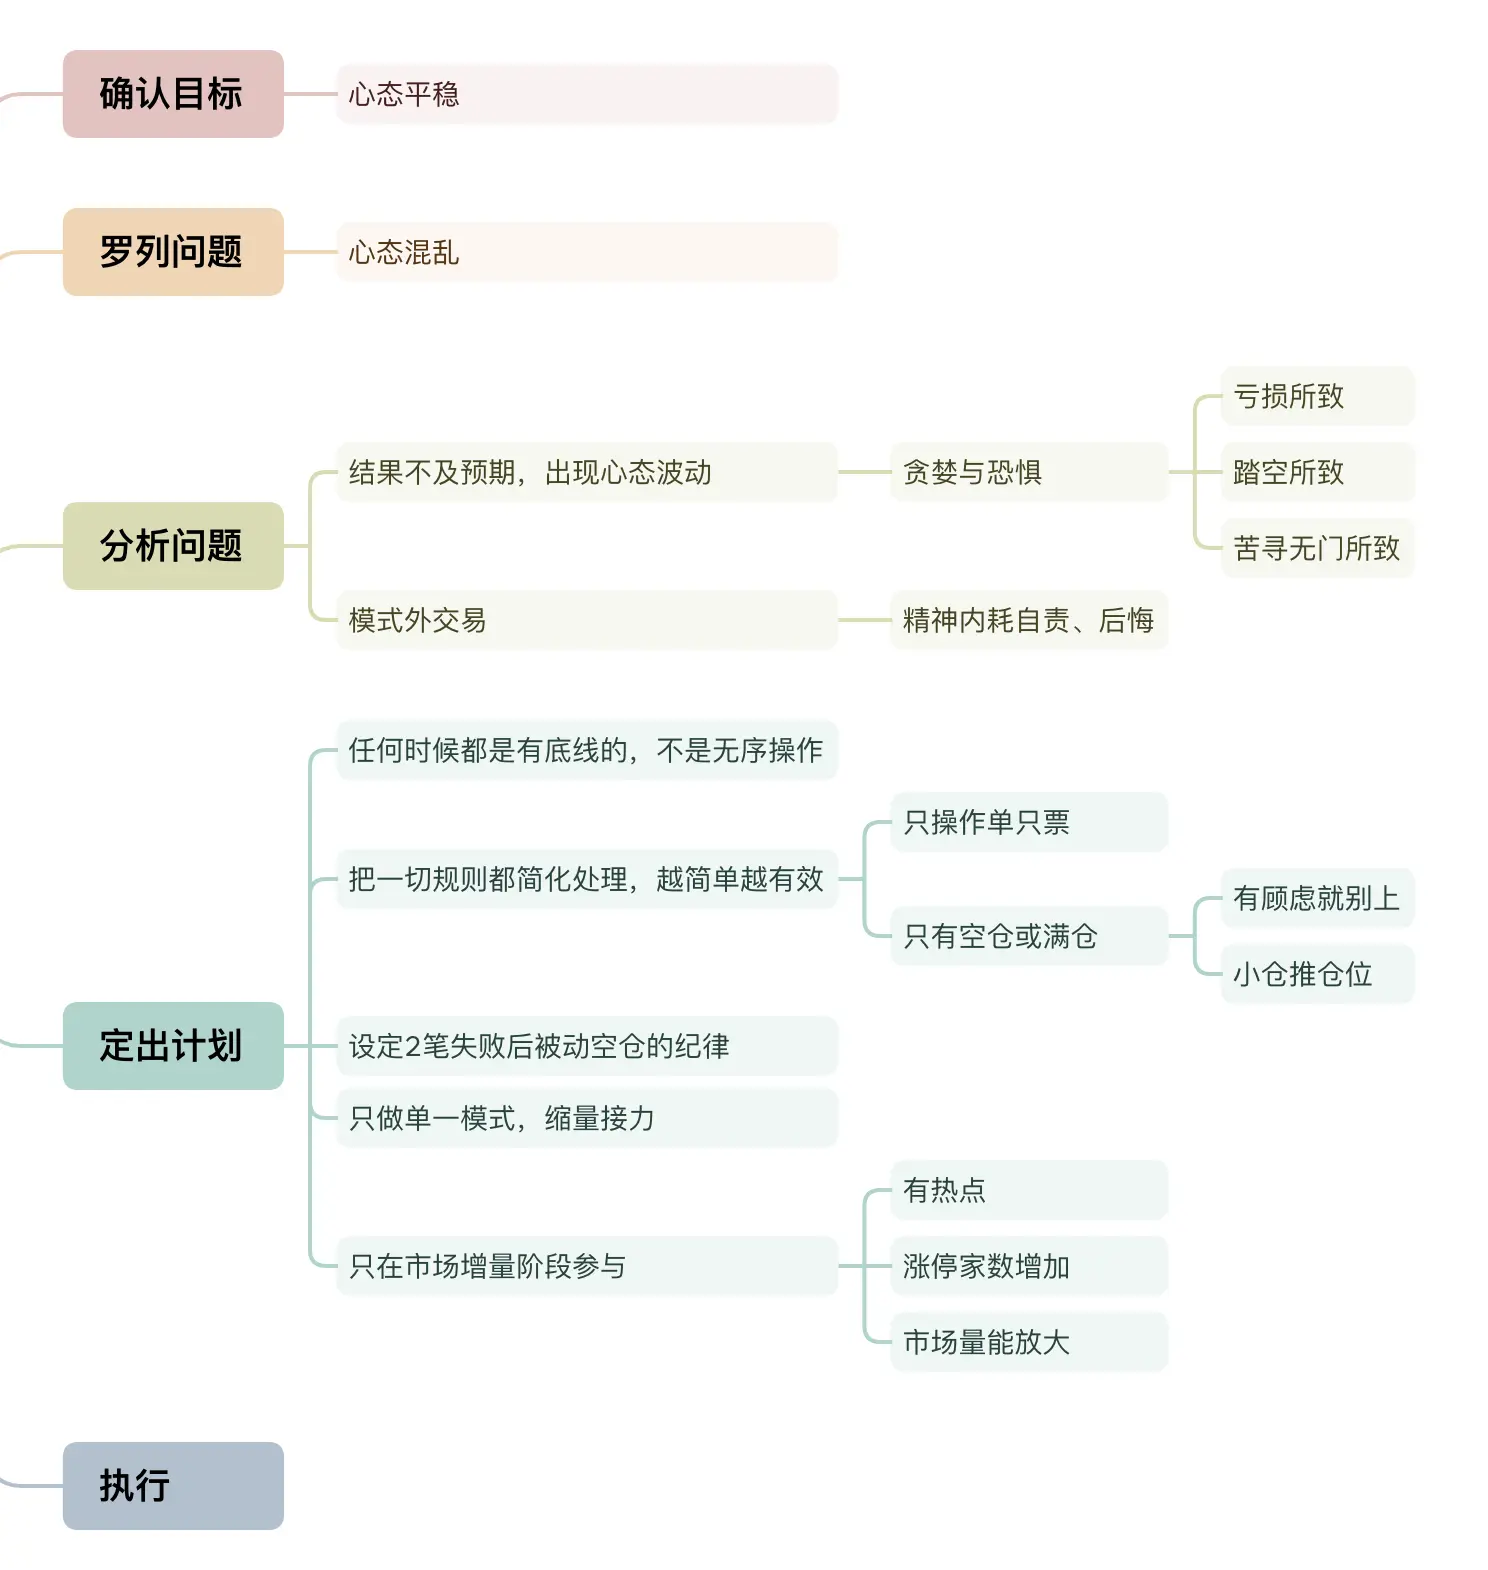 确认目标
心态平稳
罗列问题
心态混乱
分析问题
结果不及预期，出现心态波动
贪婪与恐惧
亏损所致
踏空所致
苦寻无门所致
模式外交易
精神内耗自责、后悔
定出计划
任何时候都是有底线的，不是无序操作
把一切规则都简化处理，越简单越有效
只操作单只票
只有空仓或满仓
有顾虑就别上
小仓推仓位
设定2笔失败后被动空仓的纪律
只做单一模式，缩量接力
只在市场增量阶段参与
有热点
涨停家数增加
市场量能放大
执行